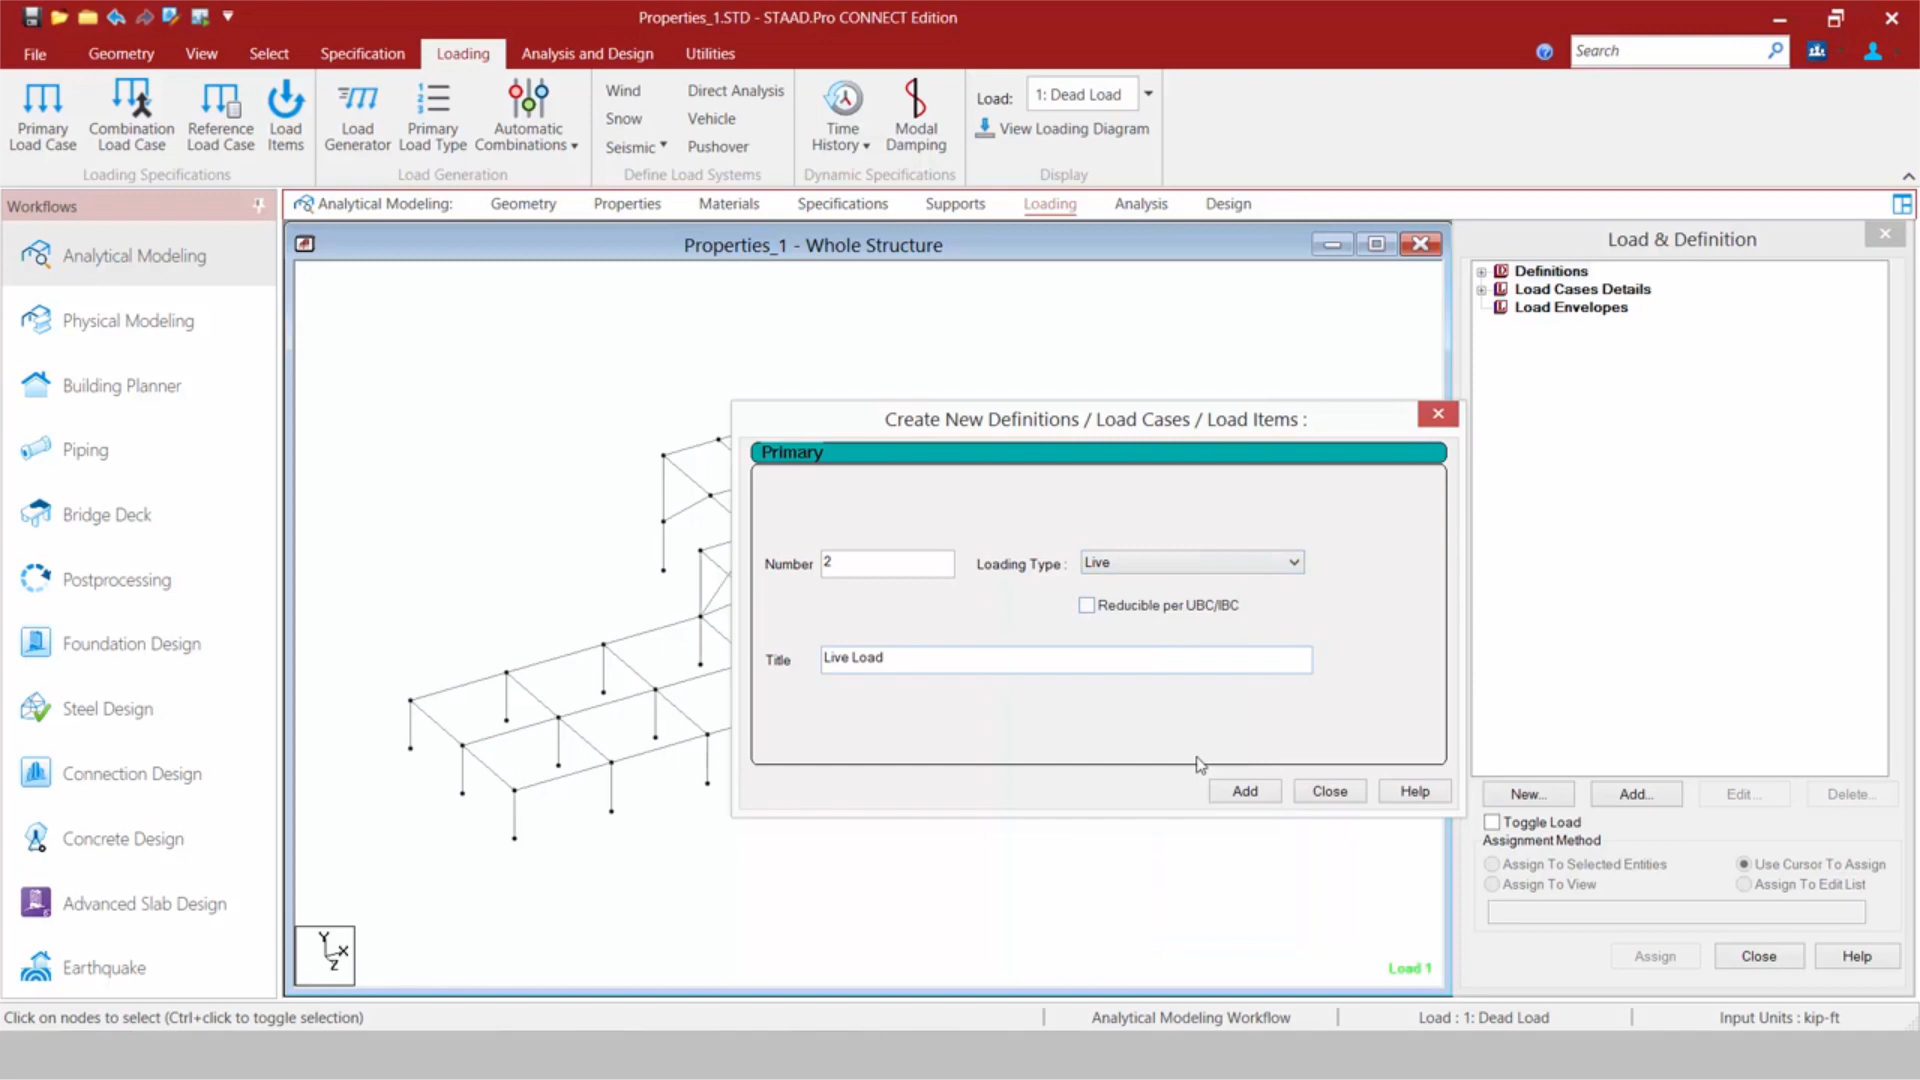 Properties_1.STD - STAAD.Pro CONNECT Edition
File Geometry View Select Specification Loading Analysis and Design Utilities Search
Primary Load Case
Combination Load Case
Reference Load Case
Load Items
Loading Specifications
Load Generator
Primary Load Type
Automatic Combinations
Load Generation
Wind
Snow
Seismic
Direct Analysis
Vehicle
Pushover
Define Load Systems
Time History
Modal Damping
Dynamic Specifications
Load: 1: Dead Load
View Loading Diagram
Display
Workflows
Analytical Modeling
Physical Modeling
Building Planner
Piping
Bridge Deck
Postprocessing
Foundation Design
Steel Design
Connection Design
Concrete Design
Advanced Slab Design
Earthquake
Analytical Modeling: Geometry Properties Materials Specifications Supports Loading Analysis Design
Properties_1 - Whole Structure
Create New Definitions / Load Cases / Load Items :
Primary
Number 2 Loading Type : Live
Reducible per UBC/IBC
Title Live Load
Add Close Help
Y
X
Z
Load 1
Load & Definition
Definitions
Load Cases Details
Load Envelopes
New... Add... Edit... Delete...
Toggle Load
Assignment Method
Assign To Selected Entities Use Cursor To Assign
Assign To View Assign To Edit List
Assign Close Help
Click on nodes to select (Ctrl+click to toggle selection) Analytical Modeling Workflow Load : 1: Dead Load Input Units : kip-ft